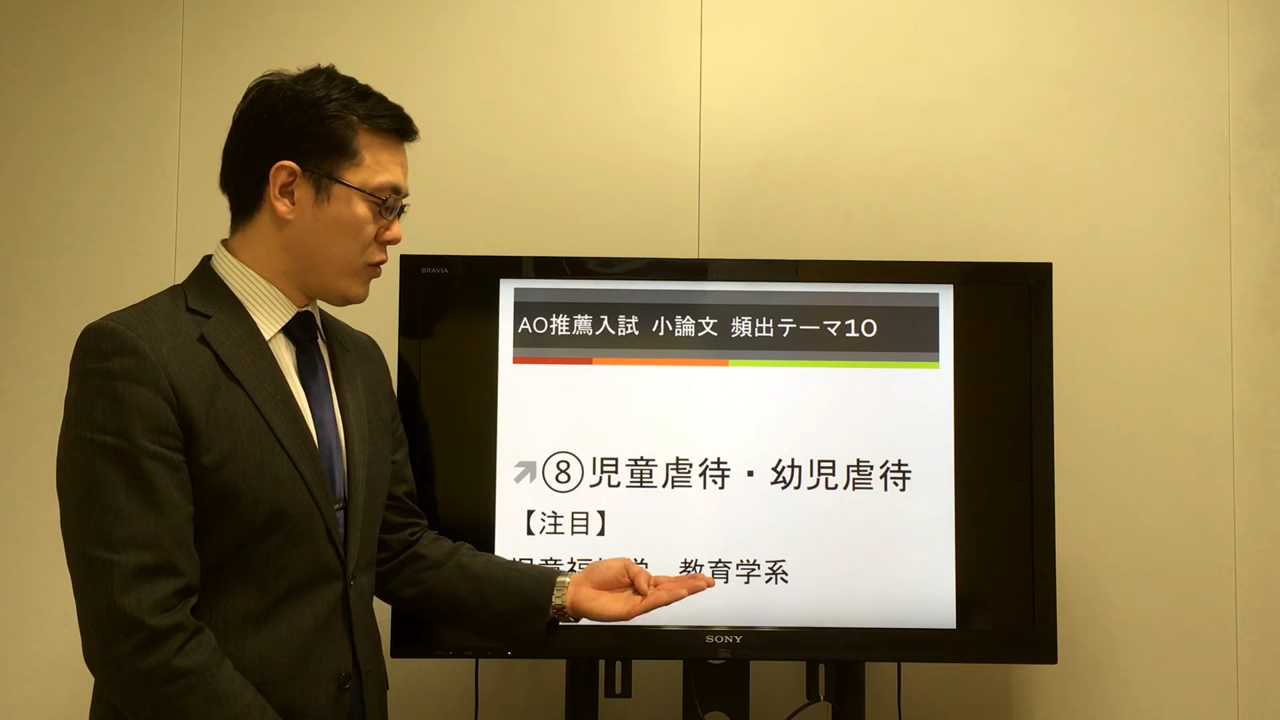 BRAVIA
AO推薦入試 小論文 頻出テーマ10
⑧児童虐待・幼児虐待
【注目】
教育学系
SONY